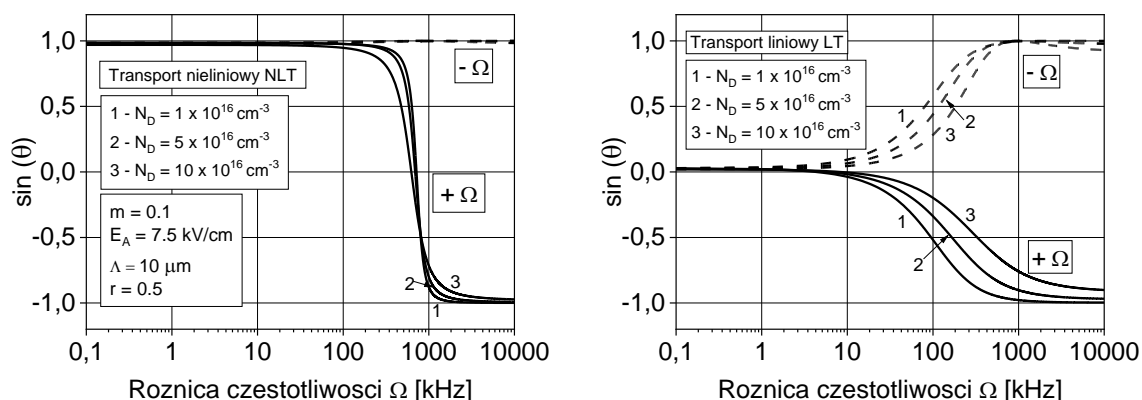 1,0
0,5
0,0
-0,5
-1,0
sin (θ)
Transport nieliniowy NLT
1 - N_D = 1 x 10^16 cm^-3
2 - N_D = 5 x 10^16 cm^-3
3 - N_D = 10 x 10^16 cm^-3
m = 0.1
E_A = 7.5 kV/cm
Λ = 10 μm
r = 0.5
- Ω
+ Ω
2
3
1
0,1 1 10 100 1000 10000
Roznica czestotliwosci Ω [kHz]
1,0
0,5
0,0
-0,5
-1,0
sin (θ)
Transport liniowy LT
1 - N_D = 1 x 10^16 cm^-3
2 - N_D = 5 x 10^16 cm^-3
3 - N_D = 10 x 10^16 cm^-3
- Ω
1
2
3
+ Ω
3
1
2
0,1 1 10 100 1000 10000
Roznica czestotliwosci Ω [kHz]